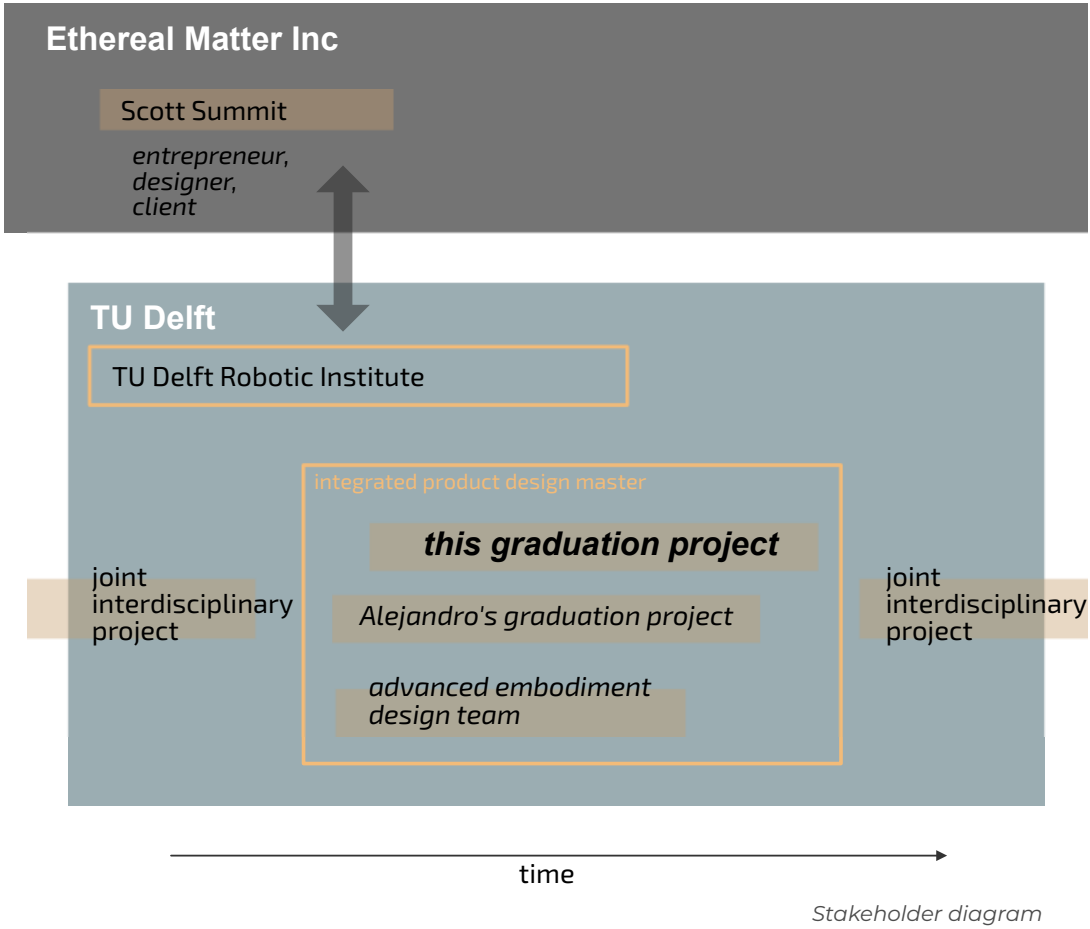 Ethereal Matter Inc
Scott Summit
entrepreneur,
designer,
client
TU Delft
TU Delft Robotic Institute
integrated product design master
this graduation project
joint
interdisciplinary
project
Alejandro's graduation project
joint
interdisciplinary
project
advanced embodiment
design team
time
Stakeholder diagram